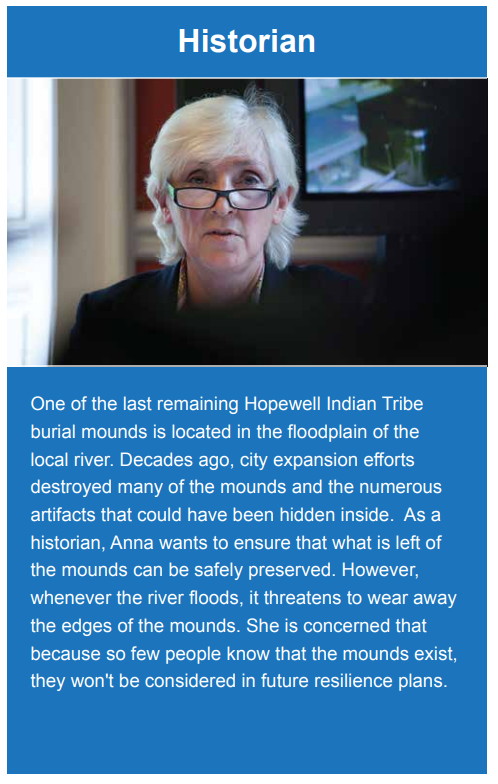 Historian
One of the last remaining Hopewell Indian Tribe
burial mounds is located in the floodplain of the
local river. Decades ago, city expansion efforts
destroyed many of the mounds and the numerous
artifacts that could have been hidden inside.  As a
historian, Anna wants to ensure that what is left of
the mounds can be safely preserved. However,
whenever the river floods, it threatens to wear away
the edges of the mounds. She is concerned that
because so few people know that the mounds exist,
they won't be considered in future resilience plans.